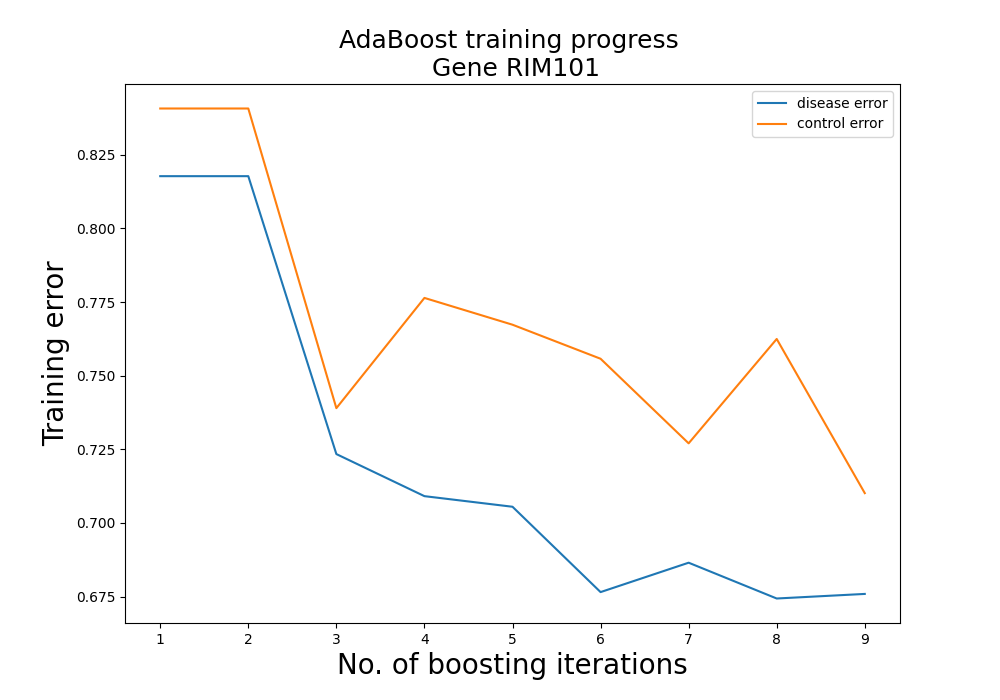 AdaBoost training progress
Gene RIM101
disease error
control error
Training error
0.825
0.800
0.775
0.750
0.725
0.700
0.675
1 2 3 4 5 6 7 8 9
No. of boosting iterations